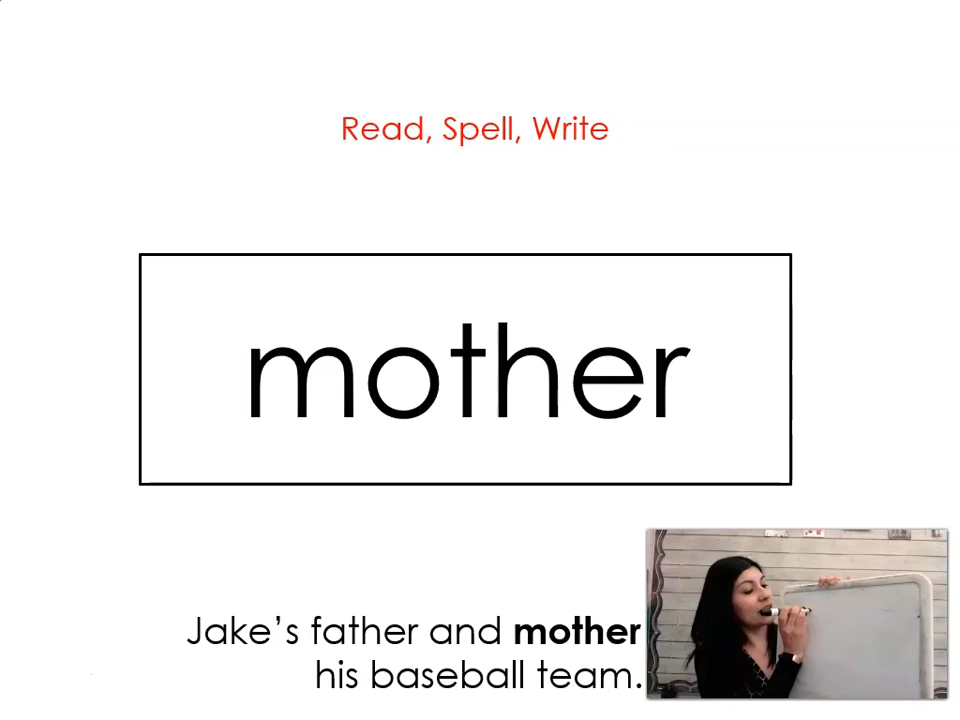 Read, Spell, Write
mother
Jake’s father and mother
his baseball team.